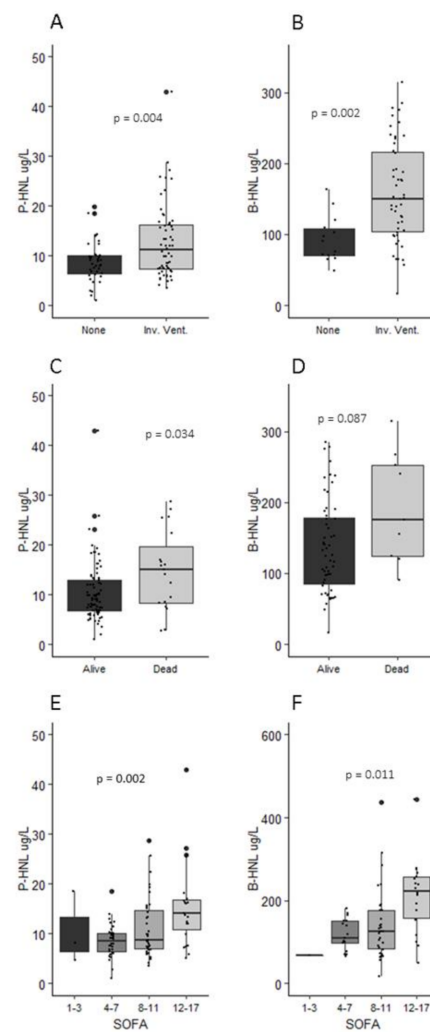 A
B
50
40
30
20
10
0
P-HNL ug/L
p = 0.004
None
Inv. Vent.
300
200
100
0
B-HNL ug/L
p = 0.002
None
Inv. Vent.
C
D
50
40
30
20
10
0
P-HNL ug/L
p = 0.034
Alive
Dead
300
200
100
0
B-HNL ug/L
p = 0.087
Alive
Dead
E
F
50
40
30
20
10
0
P-HNL ug/L
p = 0.002
1-3
4-7
8-11
12-17
SOFA
600
400
200
0
B-HNL ug/L
p = 0.011
1-3
4-7
8-11
12-17
SOFA